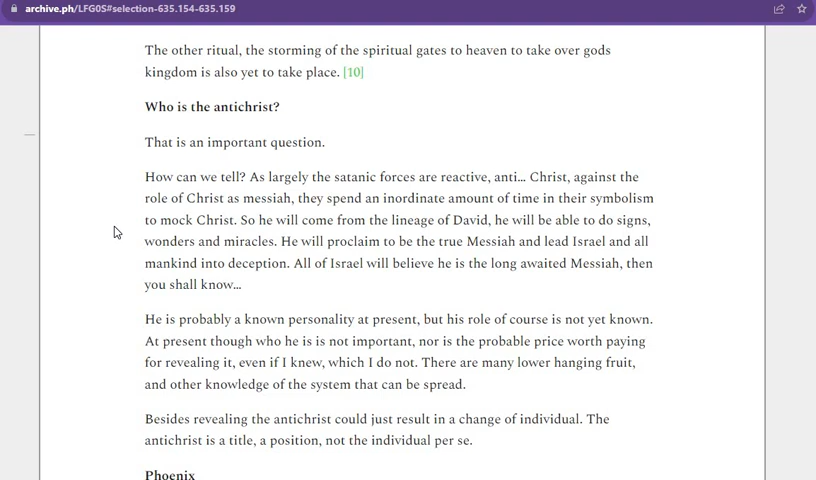 archive.ph/LFG0S#selection-635.154-635.159
The other ritual, the storming of the spiritual gates to heaven to take over gods
kingdom is also yet to take place. [10]
Who is the antichrist?
That is an important question.
How can we tell? As largely the satanic forces are reactive, anti... Christ, against the
role of Christ as messiah, they spend an inordinate amount of time in their symbolism
to mock Christ. So he will come from the lineage of David, he will be able to do signs,
wonders and miracles. He will proclaim to be the true Messiah and lead Israel and all
mankind into deception. All of Israel will believe he is the long awaited Messiah, then
you shall know...
He is probably a known personality at present, but his role of course is not yet known.
At present though who he is is not important, nor is the probable price worth paying
for revealing it, even if I knew, which I do not. There are many lower hanging fruit,
and other knowledge of the system that can be spread.
Besides revealing the antichrist could just result in a change of individual. The
antichrist is a title, a position, not the individual per se.
Phoenix